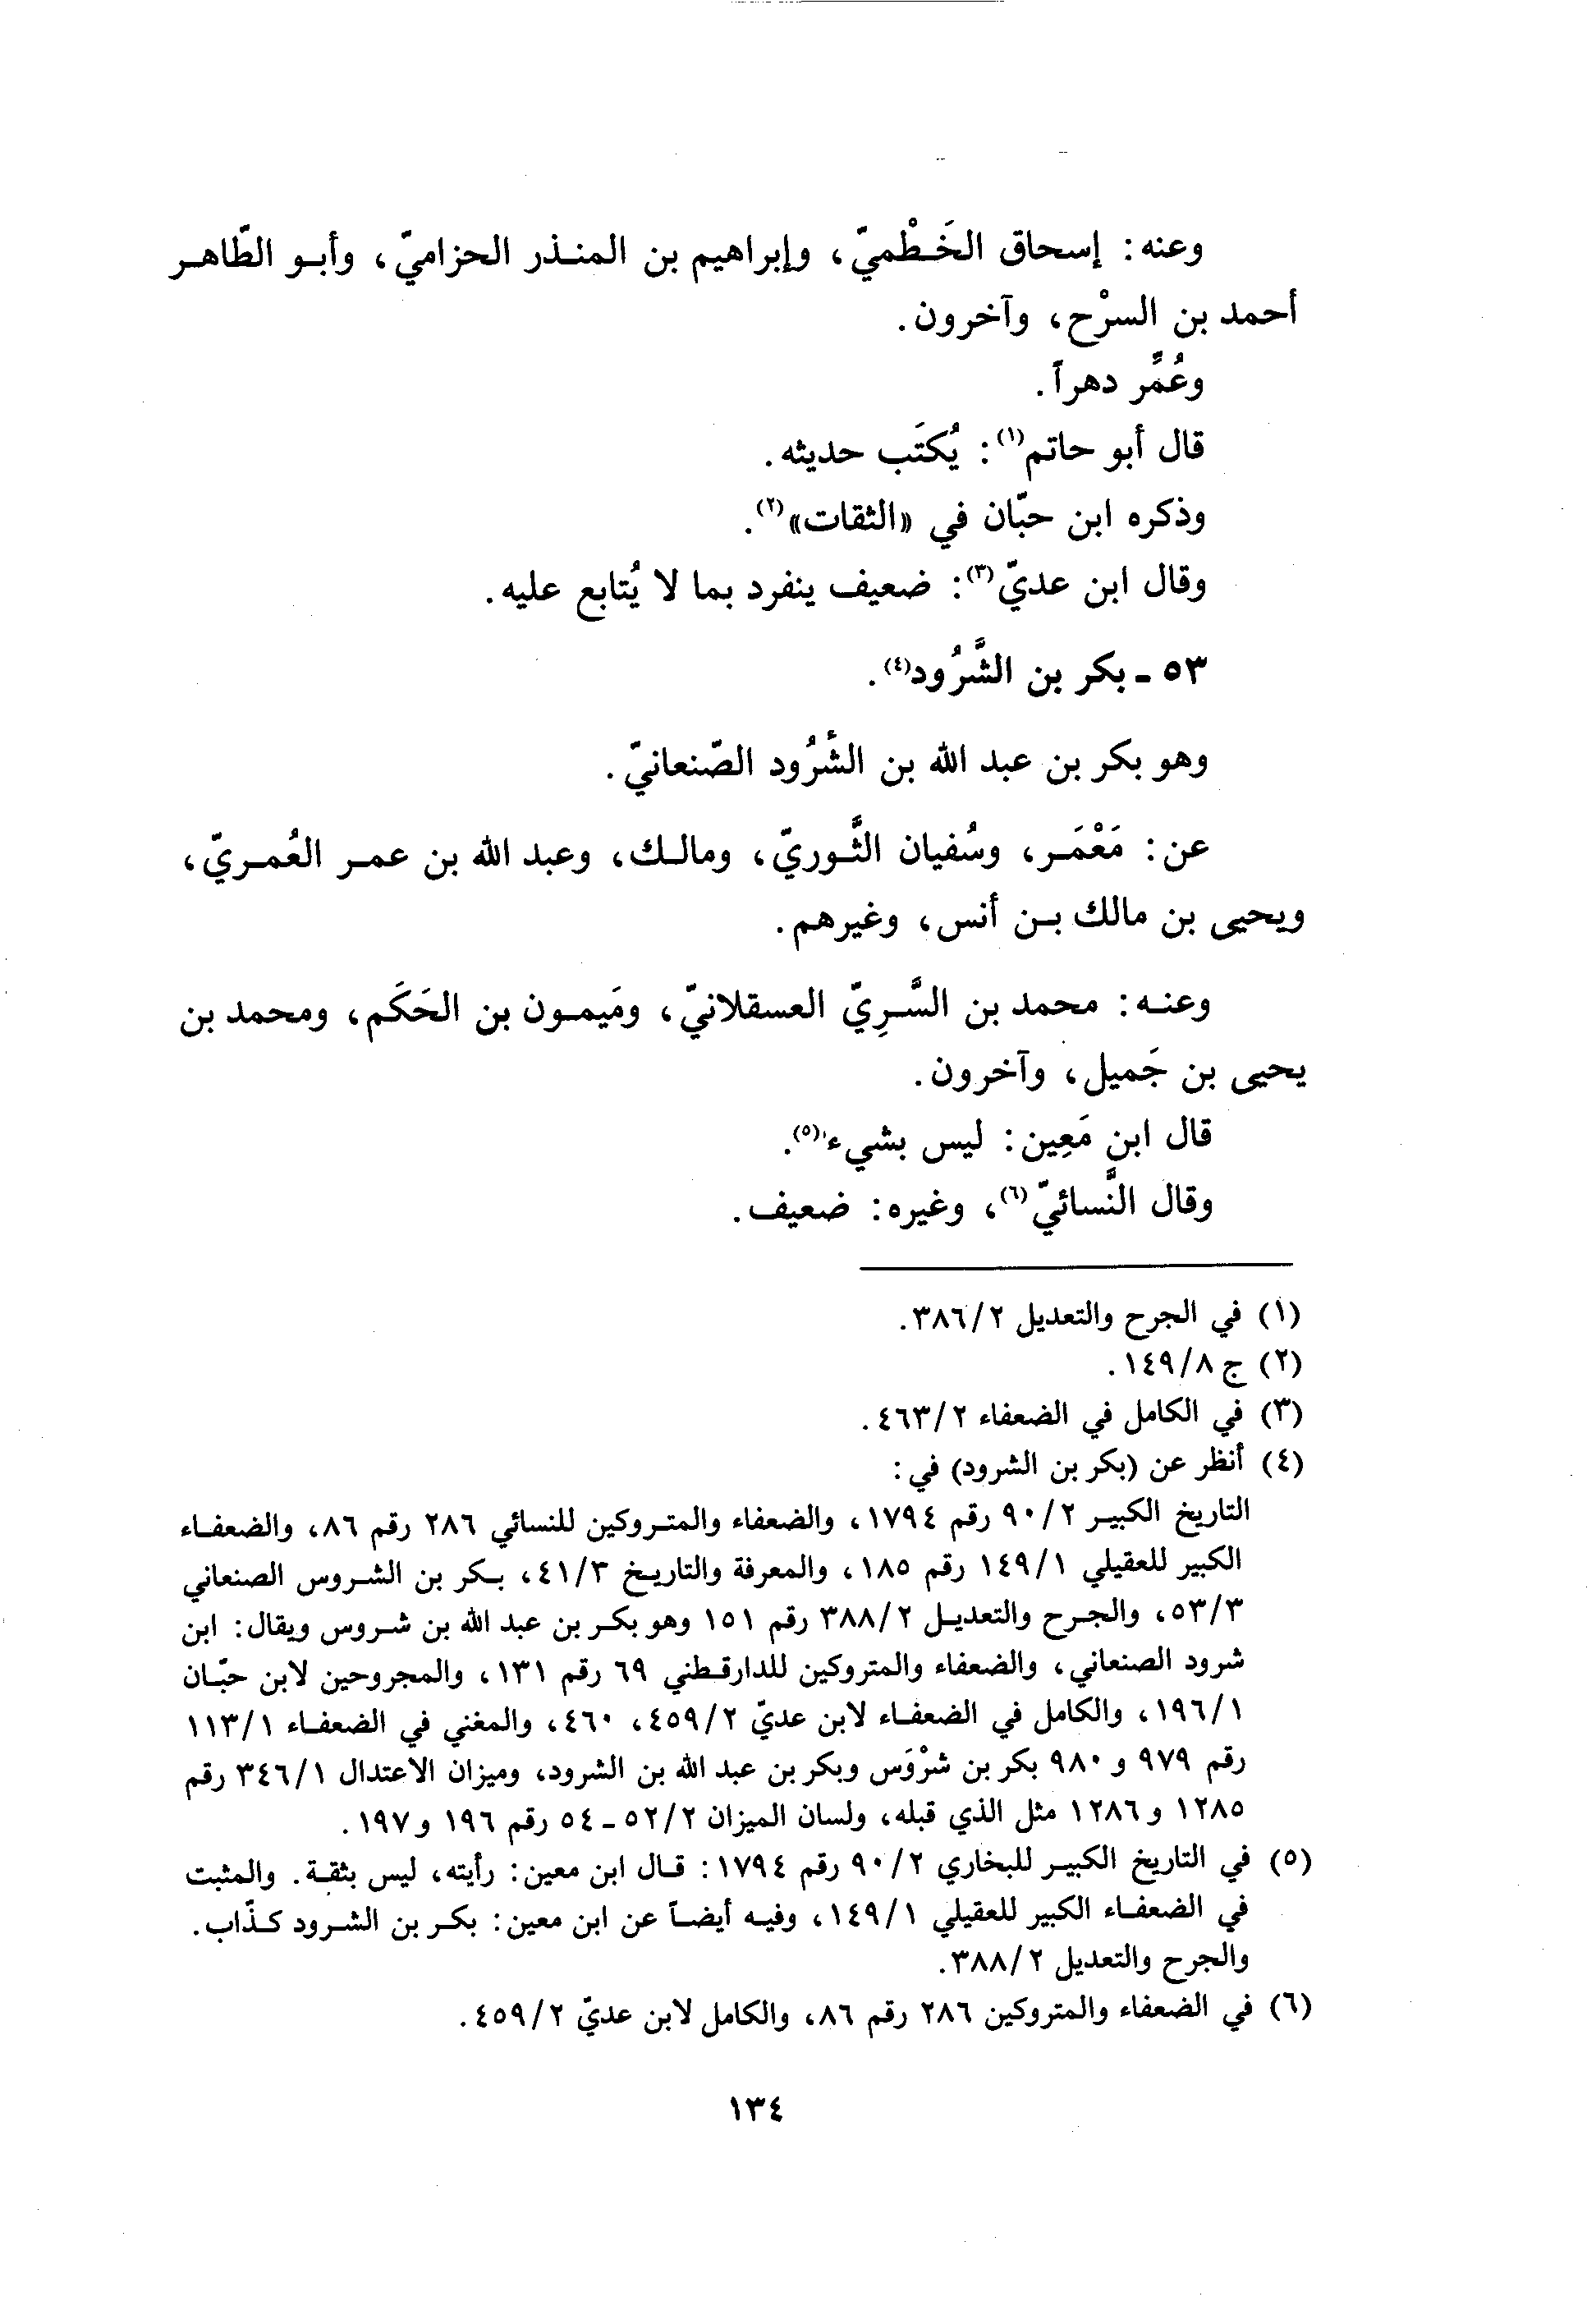 وعنه: إسحاق الخَطْميّ، وإبراهيم بن المنذر الحزاميّ، وأبو الطّاهر
أحمد بن السرْح، وآخرون.
وعُمِّر دهراً.
قال أبو حاتم(١): يُكتَب حديثه.
وذكره ابن حبّان في «الثقات»(٢).
وقال ابن عديّ(٣): ضعيف ينفرد بما لا يُتابع عليه.
٥٣ - بكر بن الشَّرُود(٤).
وهو بكر بن عبد الله بن الشَّرُود الصّنعانيّ.
عن: مَعْمَر، وسُفيان الثَّوريّ، ومالك، وعبد الله بن عمر العُمريّ،
ويحيى بن مالك بن أنس، وغيرهم.
وعنه: محمد بن السَّرِيّ العسقلانيّ، ومَيمون بن الحَكَم، ومحمد بن
يحيى بن جَميل، وآخرون.
قال ابن مَعِين: ليس بشيء(٥).
وقال النَّسائيّ(٦)، وغيره: ضعيف.
(١) في الجرح والتعديل ٣٨٦/٢.
(٢) ج ١٤٩/٨.
(٣) في الكامل في الضعفاء ٤٦٣/٢.
(٤) أنظر عن (بكر بن الشرود) في:
التاريخ الكبير ٩٠/٢ رقم ١٧٩٤، والضعفاء والمتروكين للنسائي ٢٨٦ رقم ٨٦، والضعفاء
الكبير للعقيلي ١٤٩/١ رقم ١٨٥، والمعرفة والتاريخ ٤١/٣، بكر بن الشروس الصنعاني
٥٣/٣، والجرح والتعديل ٣٨٨/٢ رقم ١٥١ وهو بكر بن عبد الله بن شروس ويقال: ابن
شرود الصنعاني، والضعفاء والمتروكين للدارقطني ٦٩ رقم ١٣١، والمجروحين لابن حبّان
١٩٦/١، والكامل في الضعفاء لابن عديّ ٤٥٩/٢، ٤٦٠، والمغني في الضعفاء ١١٣/١
رقم ٩٧٩ و ٩٨٠ بكر بن شرْوَس وبكر بن عبد الله بن الشرود، وميزان الاعتدال ٣٤٦/١ رقم
١٢٨٥ و١٢٨٦ مثل الذي قبله، ولسان الميزان ٥٢/٢ - ٥٤ رقم ١٩٦ و١٩٧.
(٥) في التاريخ الكبير للبخاري ٩٠/٢ رقم ١٧٩٤: قال ابن معين: رأيته، ليس بثقة. والمثبت
في الضعفاء الكبير للعقيلي ١٤٩/١، وفيه أيضاً عن ابن معين: بكر بن الشرود كذّاب.
والجرح والتعديل ٣٨٨/٢.
(٦) في الضعفاء والمتروكين ٢٨٦ رقم ٨٦، والكامل لابن عديّ ٤٥٩/٢.
١٣٤